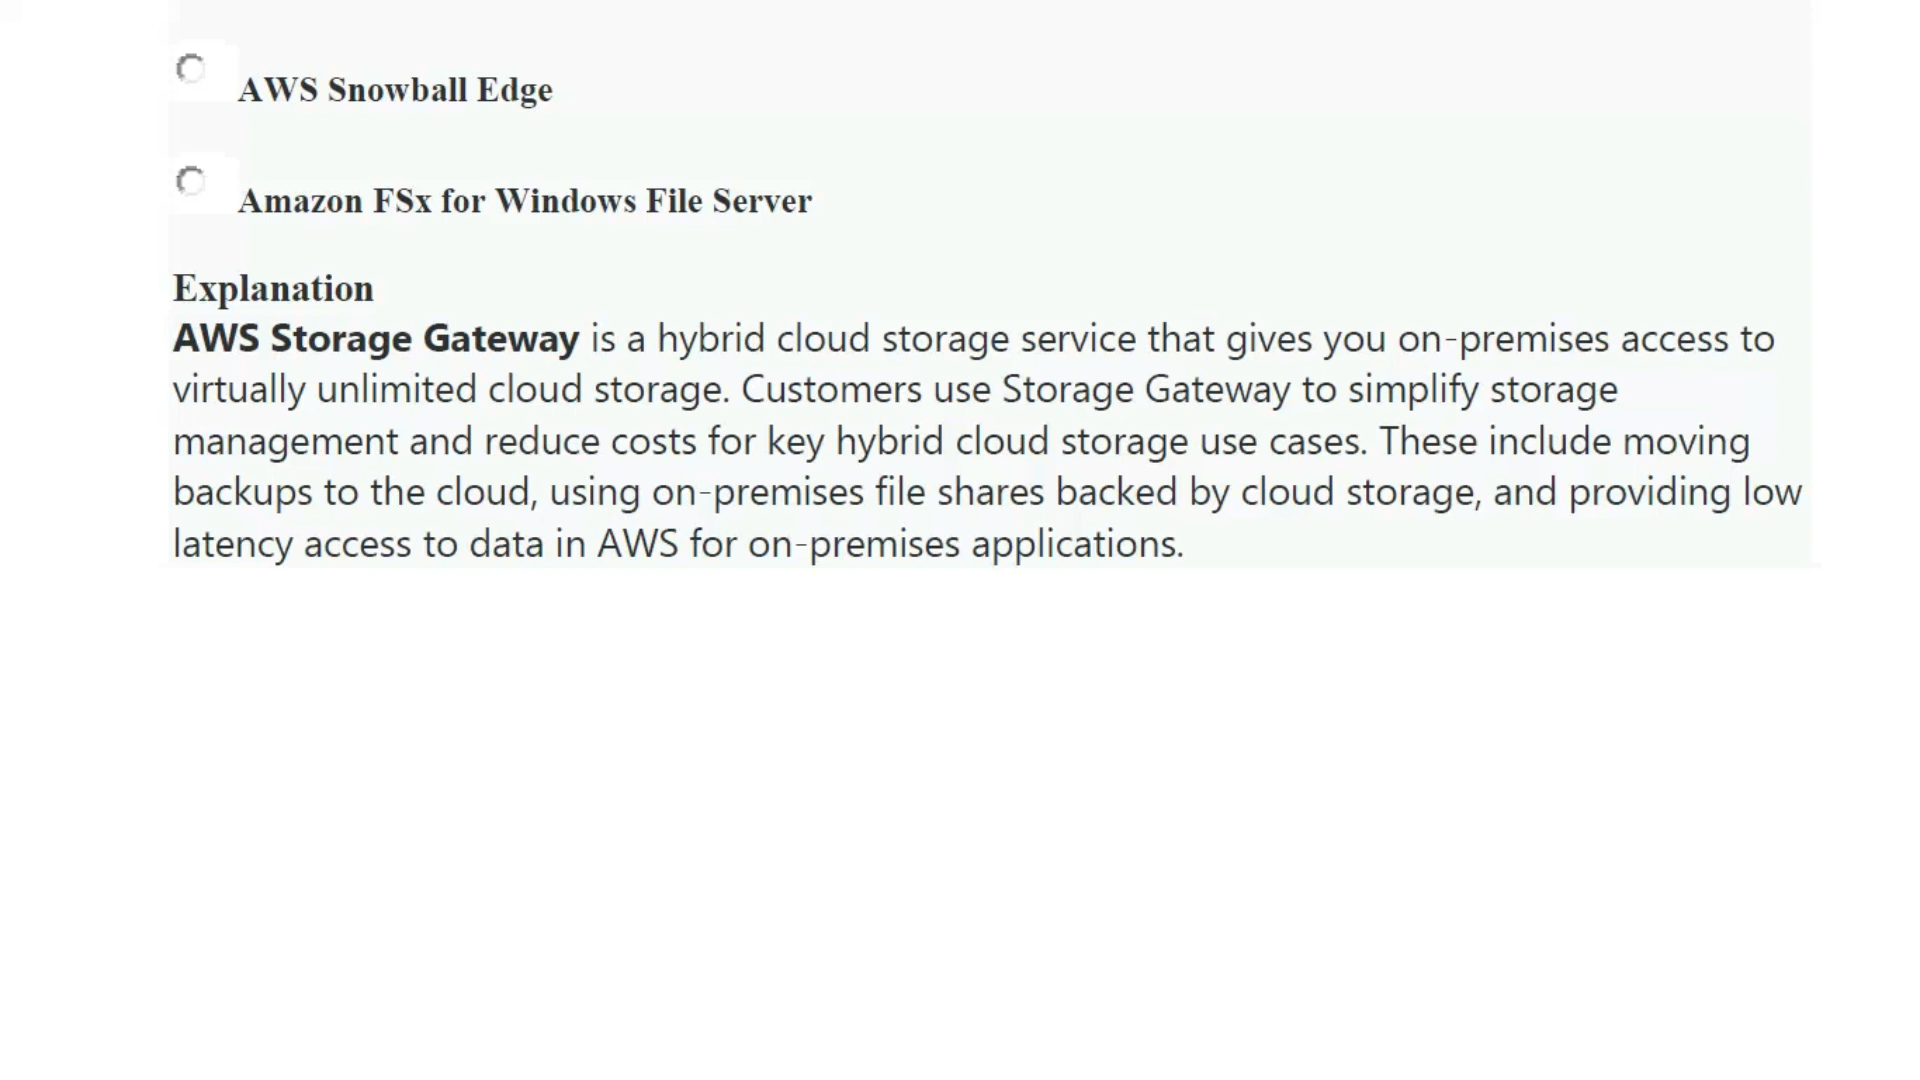 AWS Snowball Edge
Amazon FSx for Windows File Server
Explanation
AWS Storage Gateway is a hybrid cloud storage service that gives you on-premises access to
virtually unlimited cloud storage. Customers use Storage Gateway to simplify storage
management and reduce costs for key hybrid cloud storage use cases. These include moving
backups to the cloud, using on-premises file shares backed by cloud storage, and providing low
latency access to data in AWS for on-premises applications.